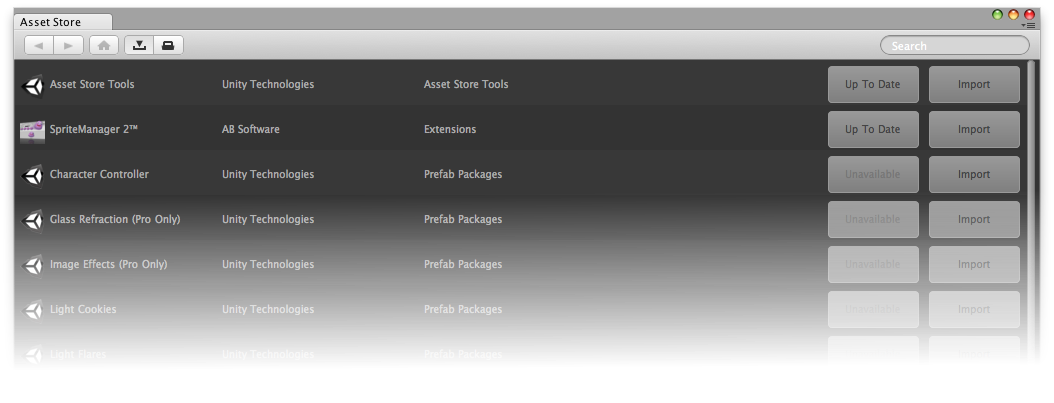 Asset Store
Search
Asset Store Tools Unity Technologies Asset Store Tools Up To Date Import
SpriteManager 2™ AB Software Extensions Up To Date Import
Character Controller Unity Technologies Prefab Packages Unavailable Import
Glass Refraction (Pro Only) Unity Technologies Prefab Packages Unavailable Import
Image Effects (Pro Only) Unity Technologies Prefab Packages Unavailable Import
Light Cookies Unity Technologies Prefab Packages Unavailable Import
Light Flares Unity Technologies Prefab Packages Unavailable Import